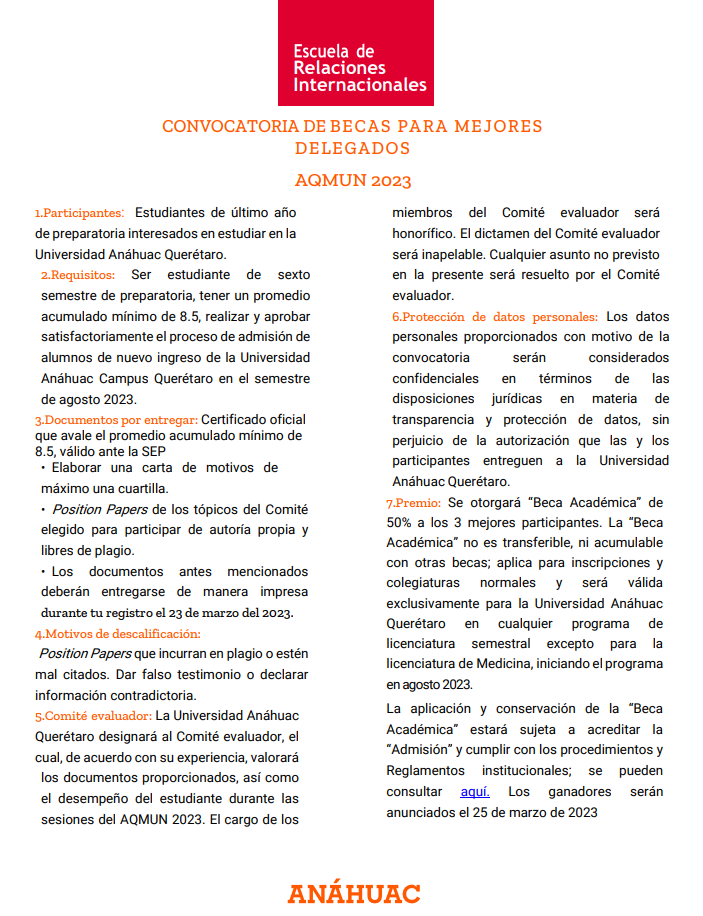 Escuela de
Relaciones
Internacionales
CONVOCATORIA DE BECAS PARA MEJORES
DELEGADOS
AQMUN 2023
1.Participantes: Estudiantes de último año
de preparatoria interesados en estudiar en la
Universidad Anáhuac Querétaro.
2.Requisitos: Ser estudiante de sexto
semestre de preparatoria, tener un promedio
acumulado mínimo de 8.5, realizar y aprobar
satisfactoriamente el proceso de admisión de
alumnos de nuevo ingreso de la Universidad
Anáhuac Campus Querétaro en el semestre
de agosto 2023.
3.Documentos por entregar: Certificado oficial
que avale el promedio acumulado mínimo de
8.5, válido ante la SEP
• Elaborar una carta de motivos de
máximo una cuartilla.
• Position Papers de los tópicos del Comité
elegido para participar de autoría propia y
libres de plagio.
• Los documentos antes mencionados
deberán entregarse de manera impresa
durante tu registro el 23 de marzo del 2023.
4.Motivos de descalificación:
Position Papers que incurran en plagio o estén
mal citados. Dar falso testimonio o declarar
información contradictoria.
5.Comité evaluador: La Universidad Anáhuac
Querétaro designará al Comité evaluador, el
cual, de acuerdo con su experiencia, valorará
los documentos proporcionados, así como
el desempeño del estudiante durante las
sesiones del AQMUN 2023. El cargo de los
miembros del Comité evaluador será
honorífico. El dictamen del Comité evaluador
será inapelable. Cualquier asunto no previsto
en la presente será resuelto por el Comité
evaluador.
6.Protección de datos personales: Los datos
personales proporcionados con motivo de la
convocatoria serán considerados
confidenciales en términos de las
disposiciones jurídicas en materia de
transparencia y protección de datos, sin
perjuicio de la autorización que las y los
participantes entreguen a la Universidad
Anáhuac Querétaro.
7.Premio: Se otorgará “Beca Académica” de
50% a los 3 mejores participantes. La “Beca
Académica” no es transferible, ni acumulable
con otras becas; aplica para inscripciones y
colegiaturas normales y será válida
exclusivamente para la Universidad Anáhuac
Querétaro en cualquier programa de
licenciatura semestral excepto para la
licenciatura de Medicina, iniciando el programa
en agosto 2023.
La aplicación y conservación de la “Beca
Académica” estará sujeta a acreditar la
“Admisión” y cumplir con los procedimientos y
Reglamentos institucionales; se pueden
consultar aquí. Los ganadores serán
anunciados el 25 de marzo de 2023
ANÁHUAC